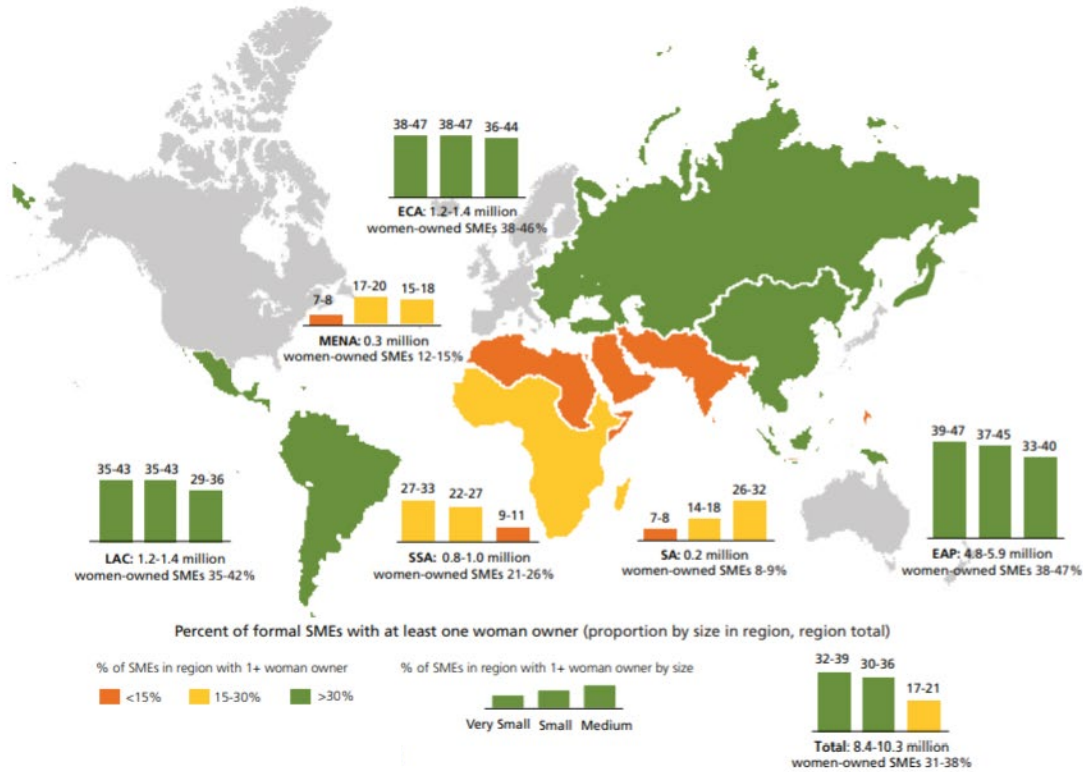 38-47 38-47 36-44
ECA: 1.2-1.4 million
women-owned SMEs 38-46%
7-8 17-20 15-18
MENA: 0.3 million
women-owned SMEs 12-15%
35-43 35-43 29-36
LAC: 1.2-1.4 million
women-owned SMEs 35-42%
27-33 22-27 9-11
SSA: 0.8-1.0 million
women-owned SMEs 21-26%
7-8 14-18 26-32
SA: 0.2 million
women-owned SMEs 8-9%
39-47 37-45 33-40
EAP: 4.8-5.9 million
women-owned SMEs 38-47%
Percent of formal SMEs with at least one woman owner (proportion by size in region, region total)
% of SMEs in region with 1+ woman owner
<15% 15-30% >30%
% of SMEs in region with 1+ woman owner by size
Very Small Small Medium
32-39 30-36 17-21
Total: 8.4-10.3 million
women-owned SMEs 31-38%